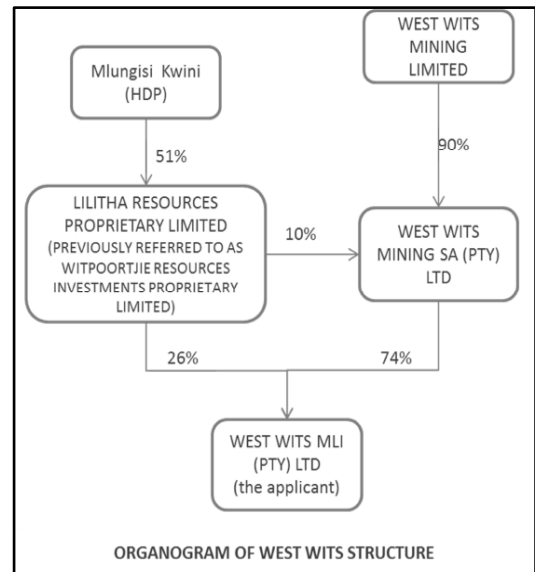 WEST WITS
MINING
LIMITED
Mlungisi Kwini
(HDP)
51%
90%
LILITHA RESOURCES
PROPRIETARY LIMITED
(PREVIOUSLY REFERRED TO AS
WITPOORTJIE RESOURCES
INVESTMENTS PROPRIETARY
LIMITED)
10%
WEST WITS
MINING SA (PTY)
LTD
26%
74%
WEST WITS MLI
(PTY) LTD
(the applicant)
ORGANOGRAM OF WEST WITS STRUCTURE